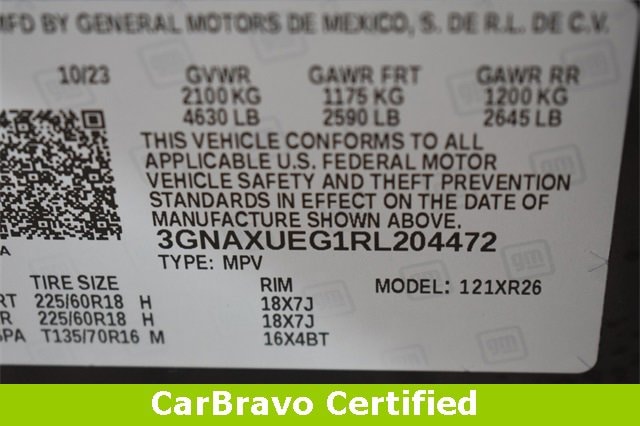 MFD BY GENERAL MOTORS DE MEXICO, S. DE R.L. DE C.V.
10/23 GVWR GAWR FRT GAWR RR
2100 KG 1175 KG 1200 KG
4630 LB 2590 LB 2645 LB
THIS VEHICLE CONFORMS TO ALL
APPLICABLE U.S. FEDERAL MOTOR
VEHICLE SAFETY AND THEFT PREVENTION
STANDARDS IN EFFECT ON THE DATE OF
MANUFACTURE SHOWN ABOVE.
3GNAXUEG1RL204472
TYPE: MPV
TIRE SIZE RIM MODEL: 121XR26
RT 225/60R18 H 18X7J
R 225/60R18 H 18X7J
SPA T135/70R16 M 16X4BT
CarBravo Certified